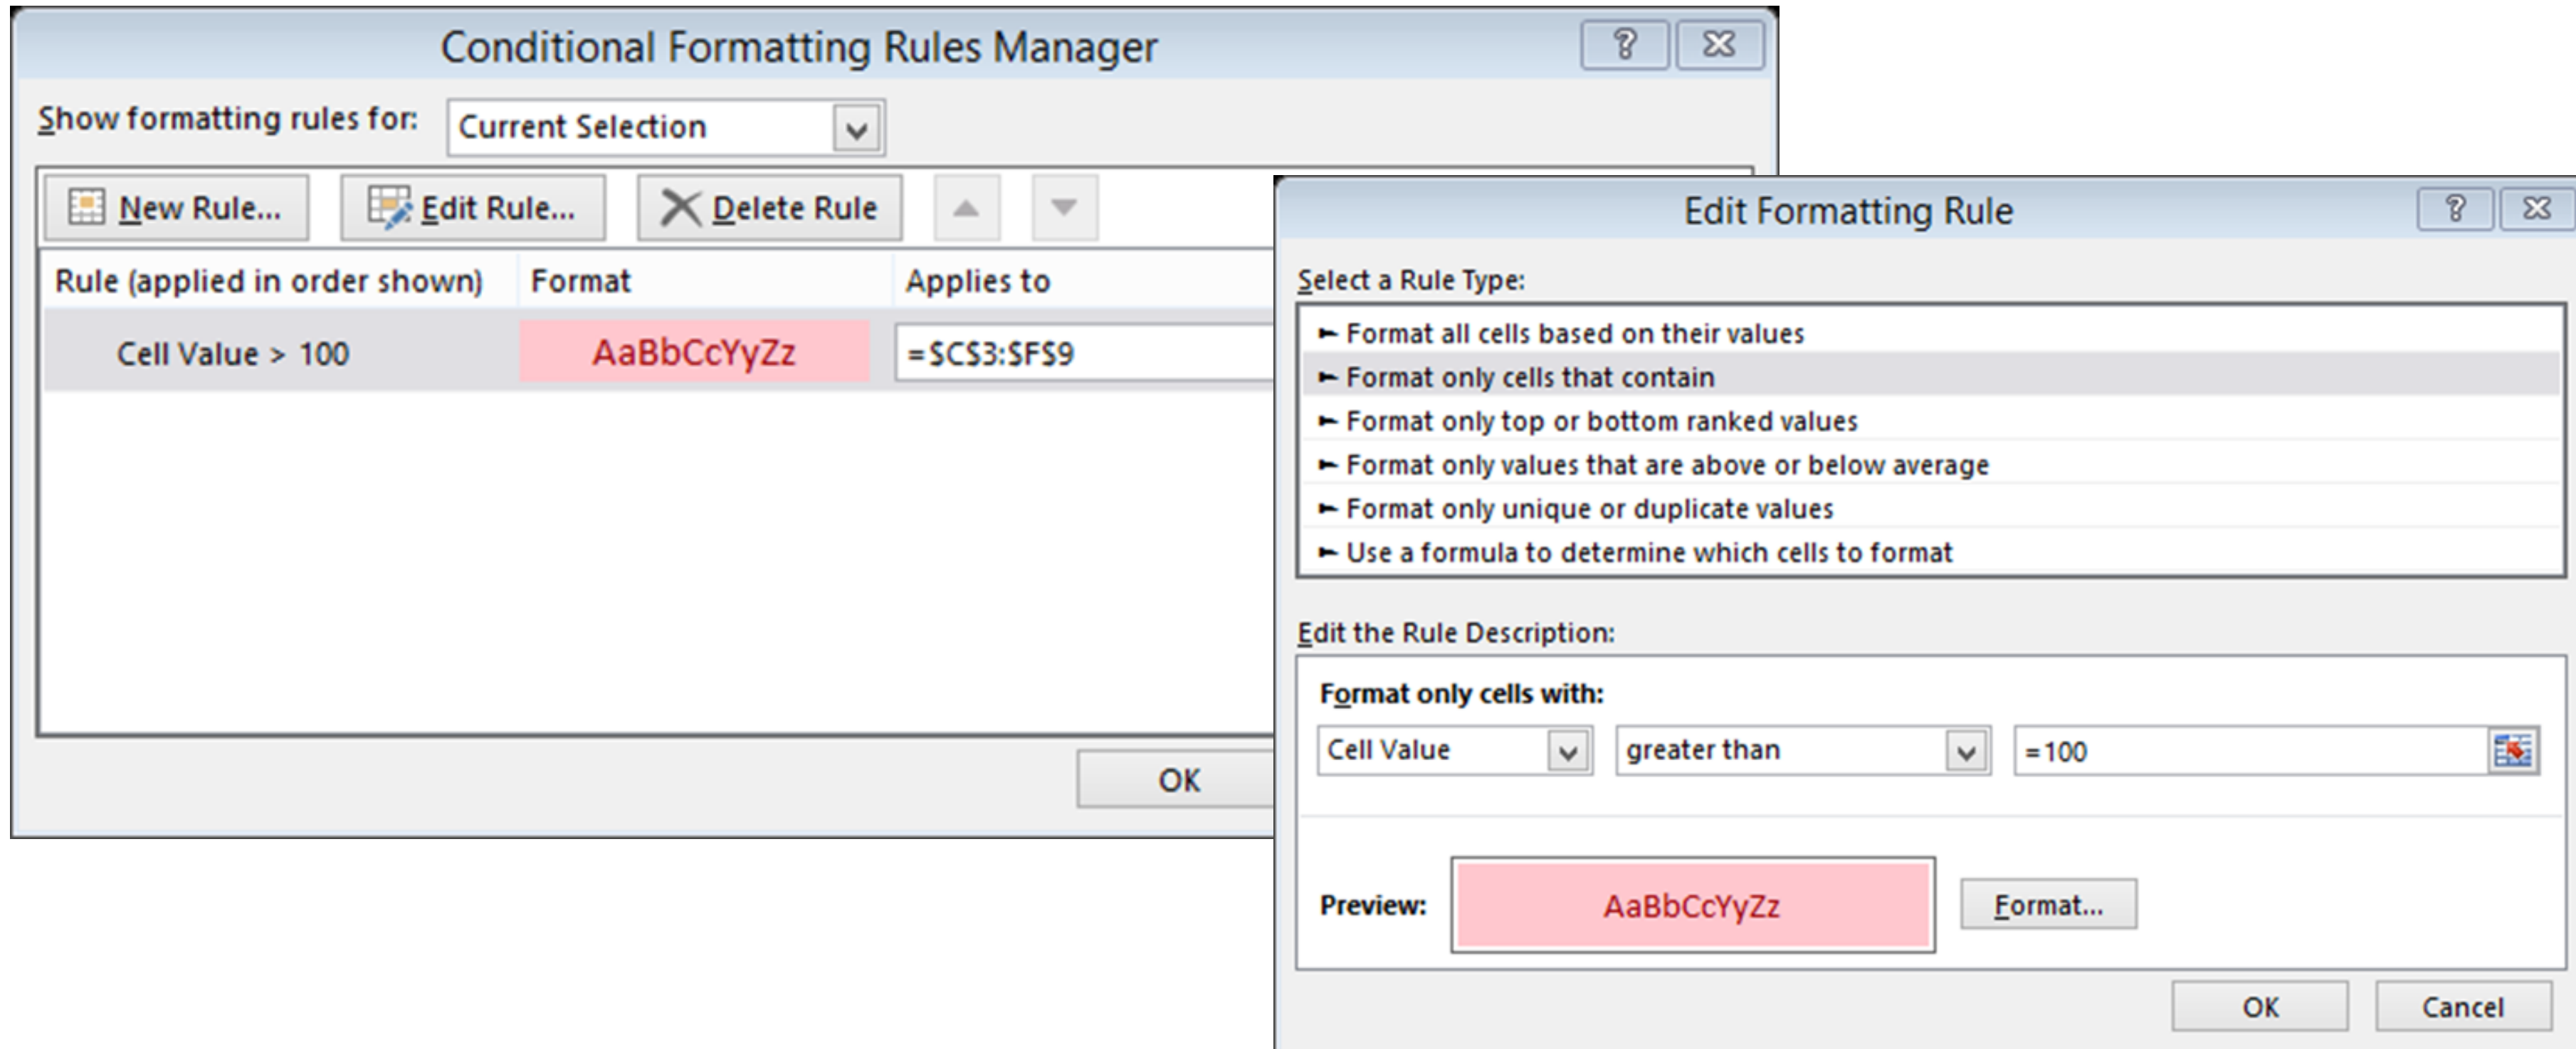 Conditional Formatting Rules Manager
Show formatting rules for: Current Selection
New Rule... Edit Rule... Delete Rule
Rule (applied in order shown) Format Applies to
Cell Value > 100 AaBbCcYyZz =$C$3:$F$9
OK
Edit Formatting Rule
Select a Rule Type:
► Format all cells based on their values
► Format only cells that contain
► Format only top or bottom ranked values
► Format only values that are above or below average
► Format only unique or duplicate values
► Use a formula to determine which cells to format
Edit the Rule Description:
Format only cells with:
Cell Value greater than =100
Preview: AaBbCcYyZz Format...
OK Cancel